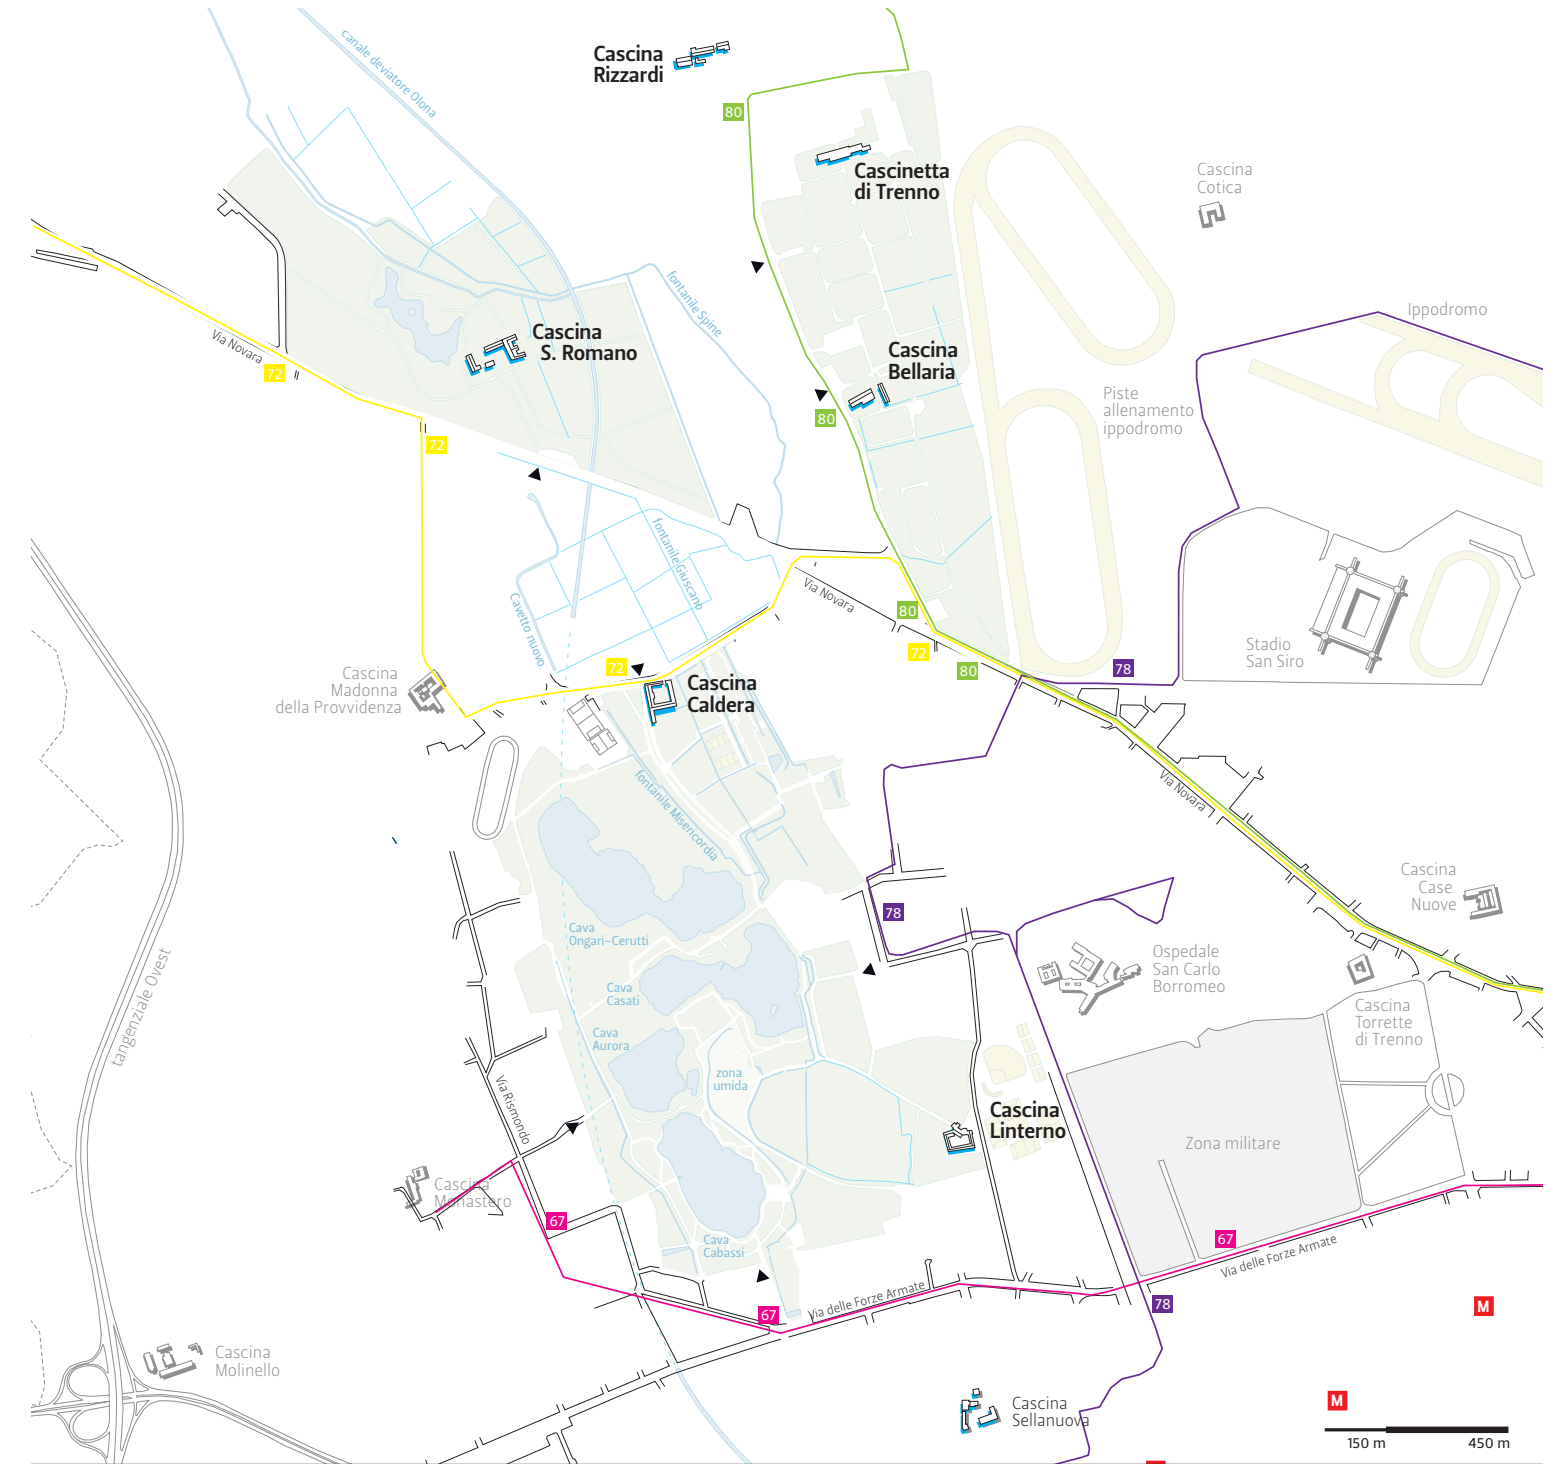 canale deviatore Olona
Cascina
Rizzardi
80
Cascinetta
di Trenno
Cascina
Cotica
fontanile Spine
Ippodromo
Via Novara
72
Cascina
S. Romano
Cascina
Bellaria
80
Piste
allenamento
ippodromo
72
fontanile Giuscano
Cavetto nuovo
Via Novara
80
72
80
78
Stadio
San Siro
Cascina
Madonna
della Provvidenza
72
Cascina
Caldera
fontanile Misericordia
Via Novara
Cascina
Case
Nuove
78
Cava
Ongari-Cerutti
Ospedale
San Carlo
Borromeo
tangenziale Ovest
Cava
Casati
Cava
Aurora
Cascina
Torrette
di Trenno
zona
umida
Via Rismondo
Cascina
Linterno
Zona militare
Cascina
Monastero
67
Cava
Cabassi
67
Via delle Forze Armate
Via delle Forze Armate
67
78
M
Cascina
Molinello
Cascina
Sellanuova
M
150 m
450 m